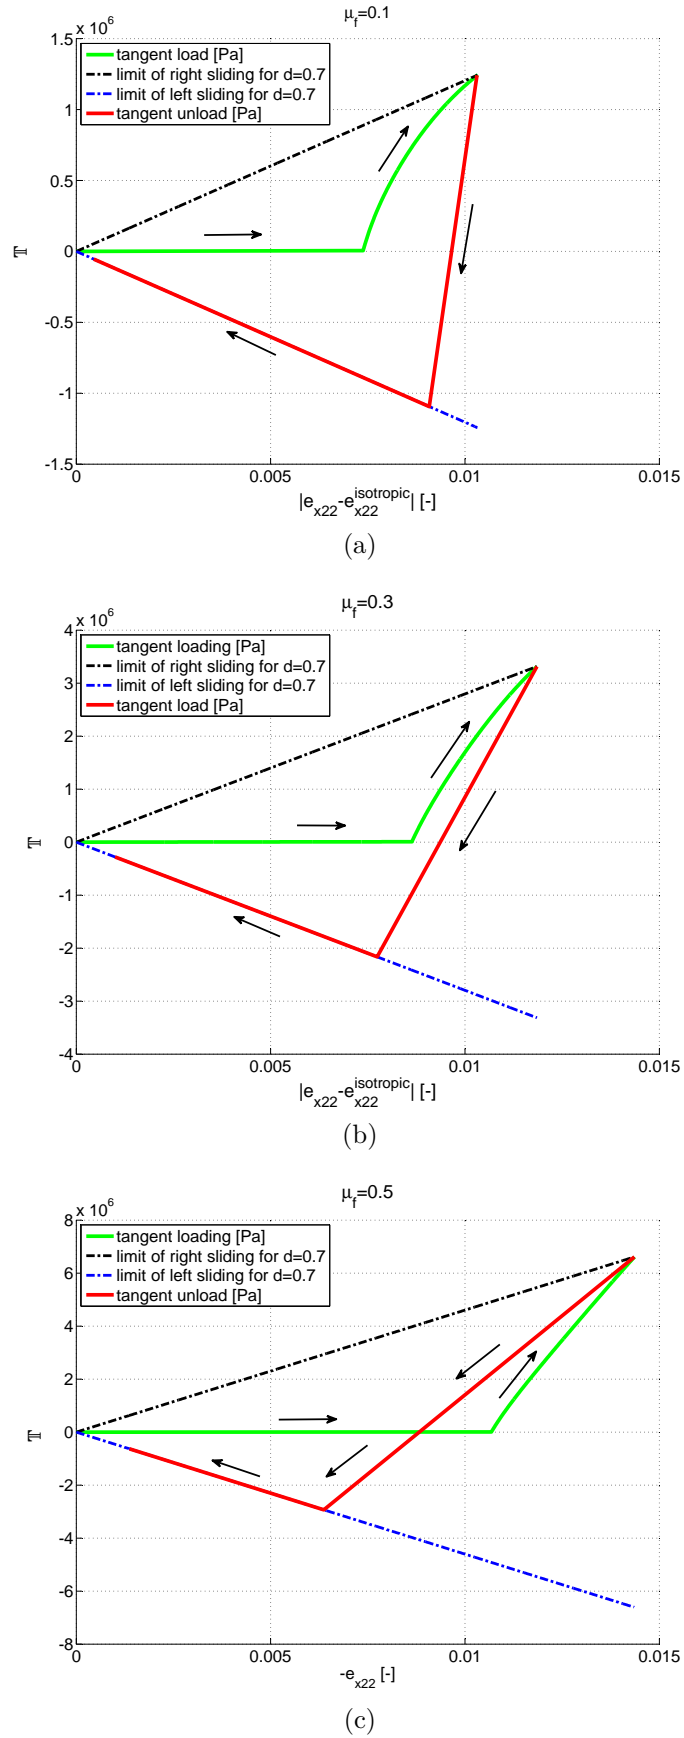 μf=0.1
x 10^6
tangent load [Pa]
limit of right sliding for d=0.7
limit of left sliding for d=0.7
tangent unload [Pa]
1.5
1
0.5
0
-0.5
-1
-1.5
𝕋
0 0.005 0.01 0.015
|e_x22-e_x22^isotropic| [-]
(a)
μf=0.3
x 10^6
tangent loading [Pa]
limit of right sliding for d=0.7
limit of left sliding for d=0.7
tangent load [Pa]
4
3
2
1
0
-1
-2
-3
-4
𝕋
0 0.005 0.01 0.015
|e_x22-e_x22^isotropic| [-]
(b)
μf=0.5
x 10^6
tangent loading [Pa]
limit of right sliding for d=0.7
limit of left sliding for d=0.7
tangent unload [Pa]
8
6
4
2
0
-2
-4
-6
-8
𝕋
0 0.005 0.01 0.015
-e_x22 [-]
(c)